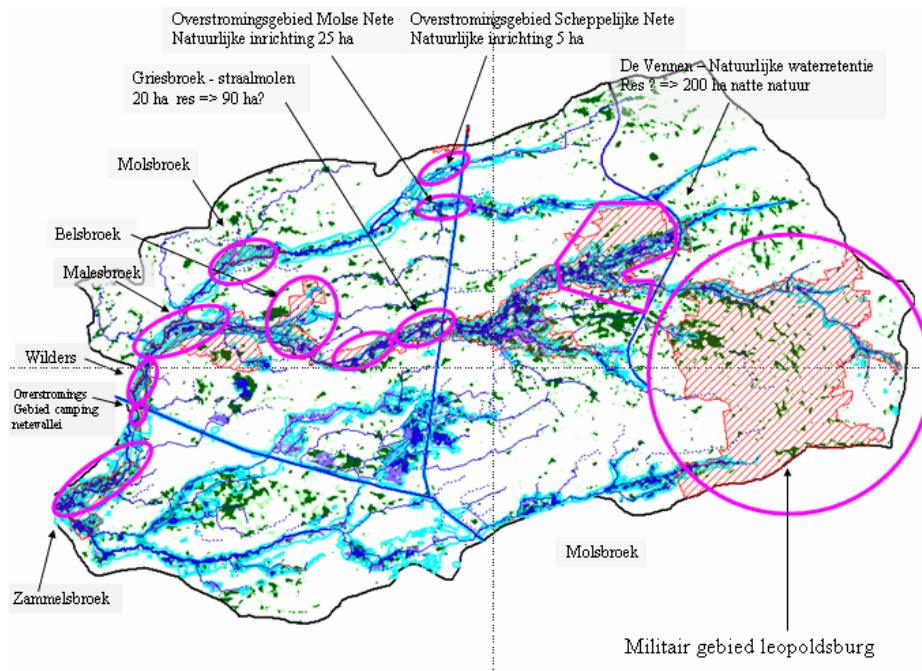 Overstromingsgebied Molse Nete
Natuurlijke inrichting 25 ha
Overstromingsgebied Scheppelijke Nete
Natuurlijke inrichting 5 ha
Griesbroek - straalmolen
20 ha res => 90 ha?
De Vennen – Natuurlijke waterretentie
Res ? => 200 ha natte natuur
Molsbroek
Belsbroek
Malesbroek
Wilders
Overstromings
Gebied camping
netevallei
Zammelsbroek
Molsbroek
Militair gebied leopoldsburg